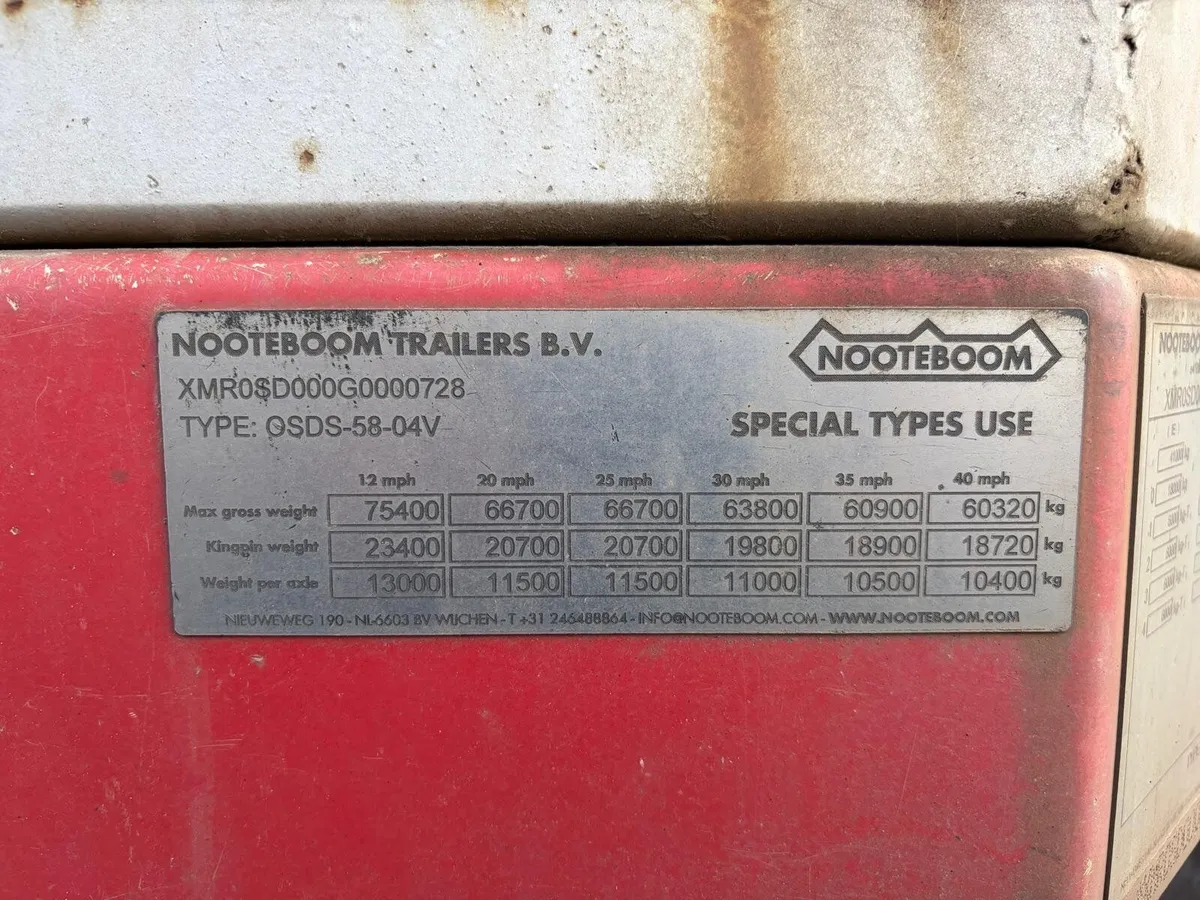 NOOTEBOOM TRAILERS B.V.
NOOTEBOOM
XMR0SD000G0000728
TYPE: OSDS-58-04V
SPECIAL TYPES USE
12 mph 20 mph 25 mph 30 mph 35 mph 40 mph
Max gross weight 75400 66700 66700 63800 60900 60320 kg
Kingpin weight 23400 20700 20700 19800 18900 18720 kg
Weight per axle 13000 11500 11500 11000 10500 10400 kg
NIEUWEWEG 190 - NL-6603 BV WIJCHEN - T +31 246488864 - INFO@NOOTEBOOM.COM - WWW.NOOTEBOOM.COM
NOOTEBOO
XMR0SD0